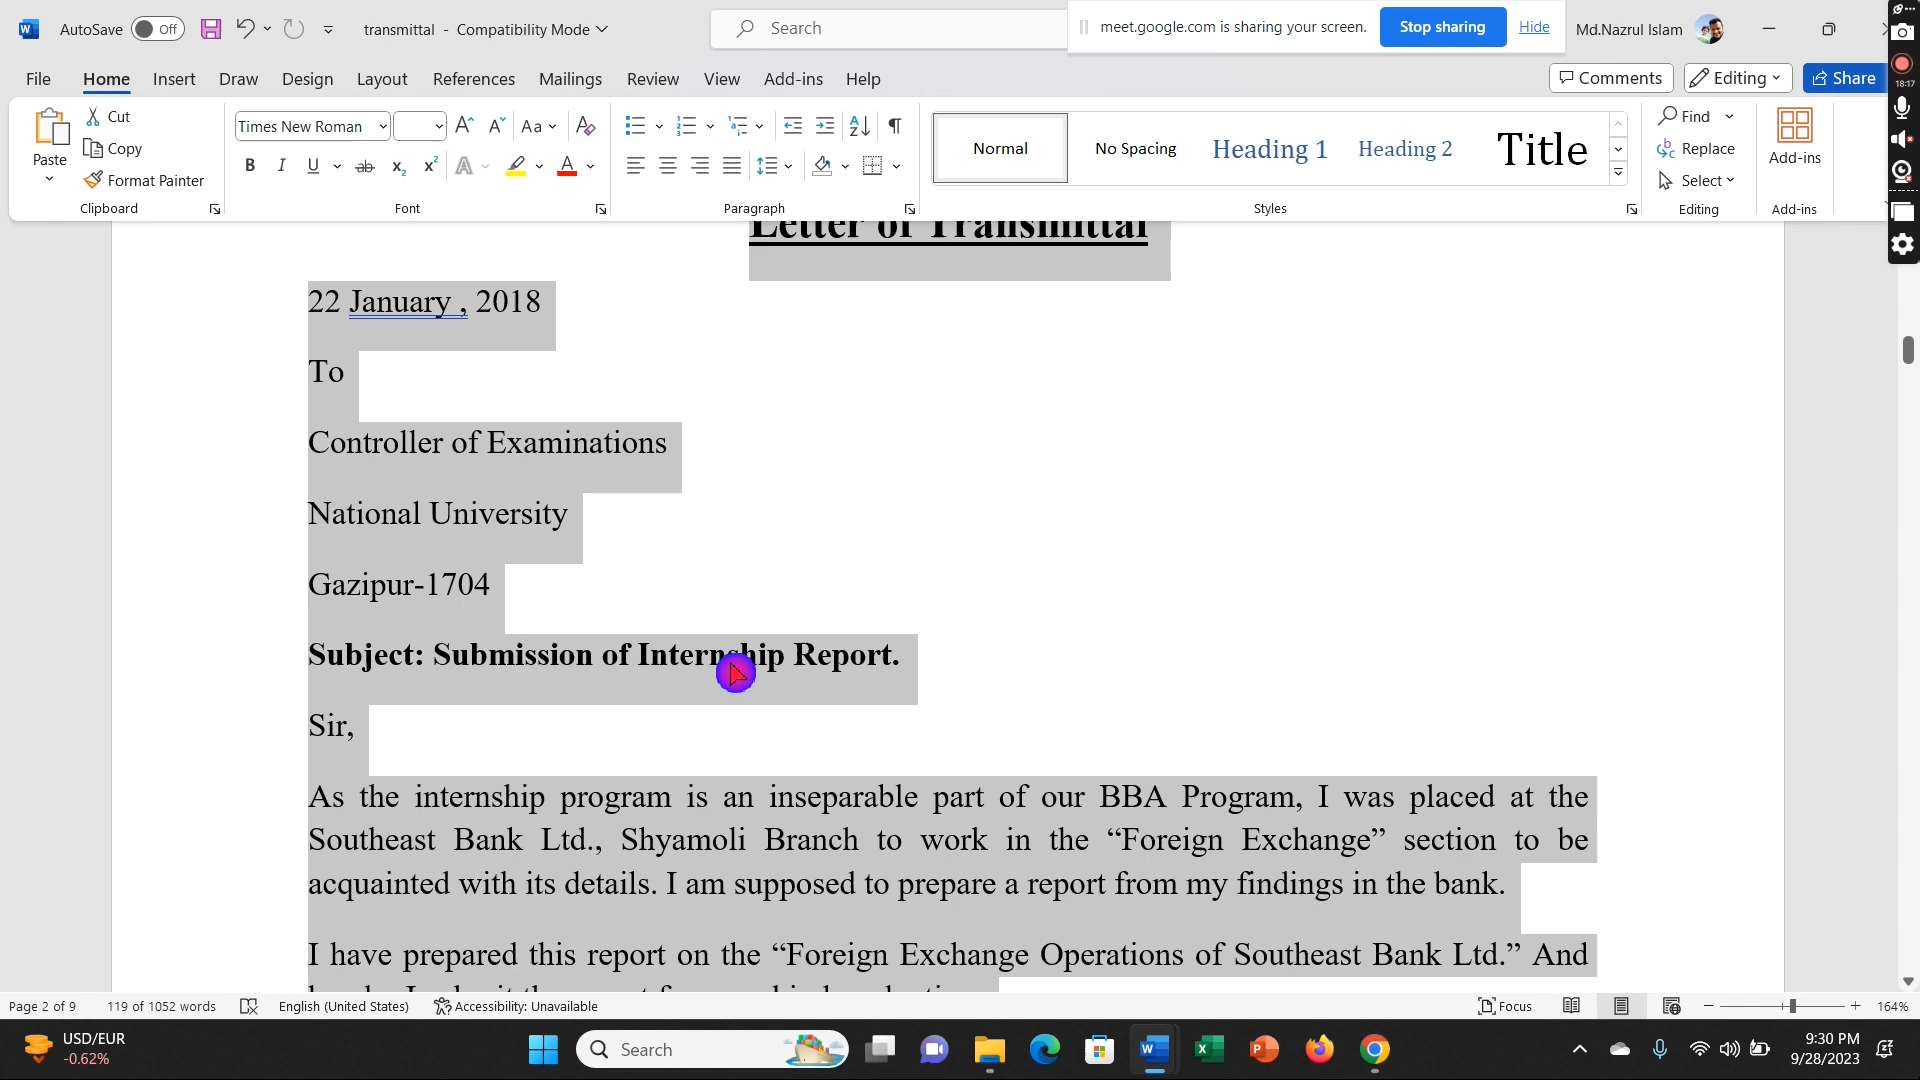 AutoSave Off transmittal - Compatibility Mode Search meet.google.com is sharing your screen. Stop sharing Hide Md.Nazrul Islam
File Home Insert Draw Design Layout References Mailings Review View Add-ins Help Comments Editing Share
18:17
Paste Cut Copy Format Painter
Times New Roman Aa
Normal No Spacing Heading 1 Heading 2 Title
Find Replace Select Add-ins
Clipboard Font Paragraph Styles Editing Add-ins
Letter of Transmittal
22 January , 2018
To
Controller of Examinations
National University
Gazipur-1704
Subject: Submission of Internship Report.
Sir,
As the internship program is an inseparable part of our BBA Program, I was placed at the
Southeast Bank Ltd., Shyamoli Branch to work in the “Foreign Exchange” section to be
acquainted with its details. I am supposed to prepare a report from my findings in the bank.
I have prepared this report on the “Foreign Exchange Operations of Southeast Bank Ltd.” And
Page 2 of 9 119 of 1052 words English (United States) Accessibility: Unavailable Focus 164%
USD/EUR
-0.62%
Search
9:30 PM
9/28/2023